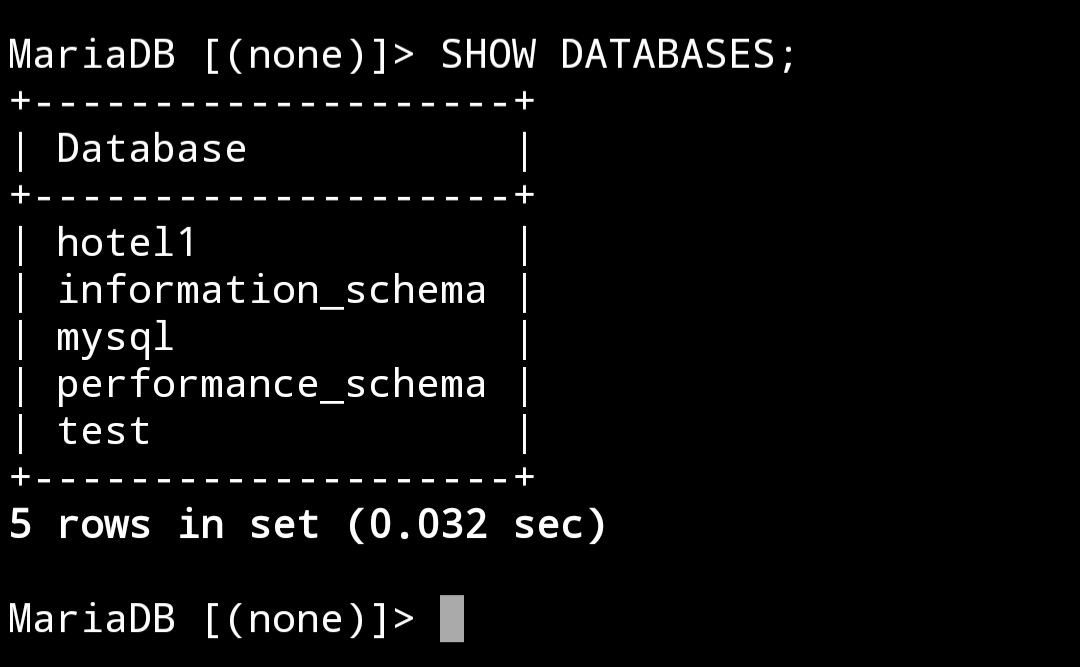 MariaDB [(none)]> SHOW DATABASES;
+--------------------+
| Database           |
+--------------------+
| hotel1             |
| information_schema |
| mysql              |
| performance_schema |
| test               |
+--------------------+
5 rows in set (0.032 sec)
MariaDB [(none)]>